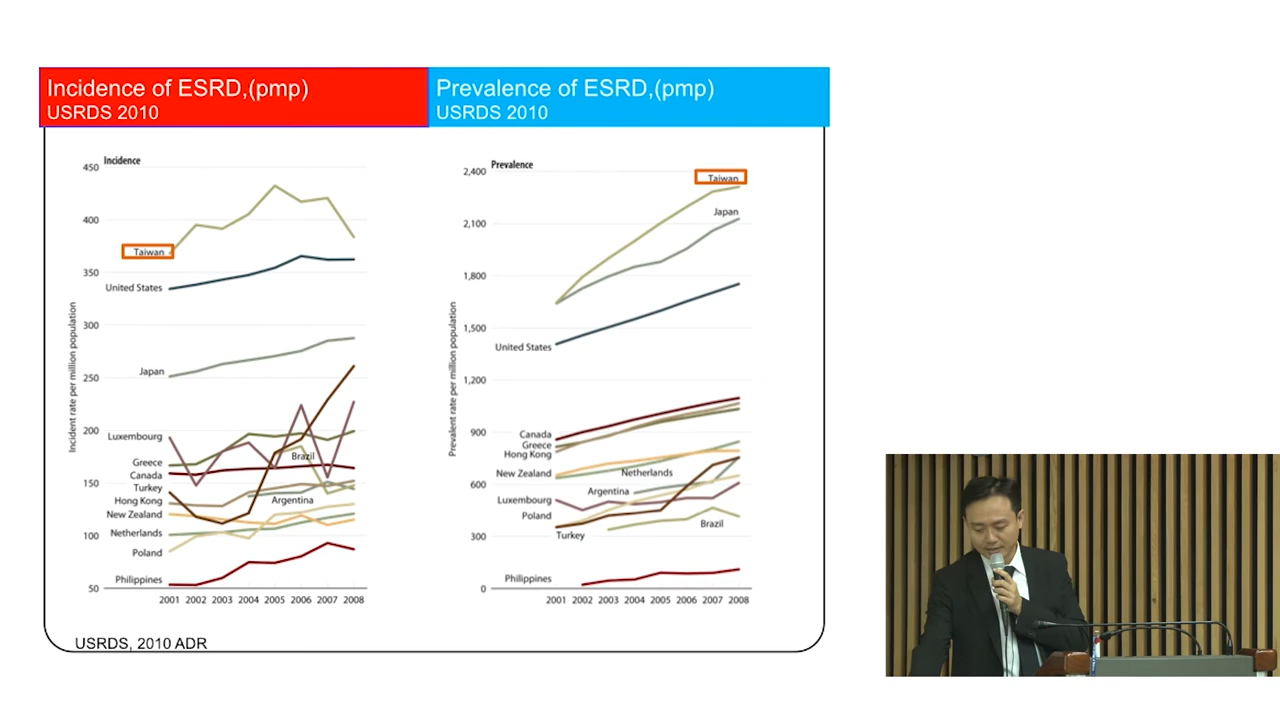 Incidence of ESRD,(pmp)
USRDS 2010
Prevalence of ESRD,(pmp)
USRDS 2010
Incidence
Incident rate per million population
450
400
350
300
250
200
150
100
50
Taiwan
United States
Japan
Luxembourg
Greece
Canada
Turkey
Hong Kong
New Zealand
Netherlands
Poland
Philippines
Brazil
Argentina
2001 2002 2003 2004 2005 2006 2007 2008
Prevalence
Prevalent rate per million population
2,400
2,100
1,800
1,500
1,200
900
600
300
0
Taiwan
Japan
United States
Canada
Greece
Hong Kong
New Zealand
Netherlands
Argentina
Luxembourg
Poland
Turkey
Brazil
Philippines
2001 2002 2003 2004 2005 2006 2007 2008
USRDS, 2010 ADR